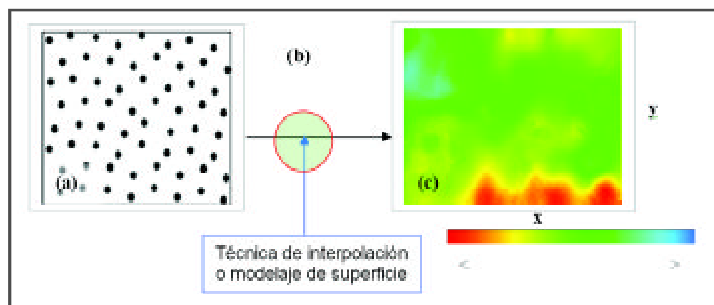 (b)
y
(a)
(c)
x
Técnica de interpolación
o modelaje de superficie
< >